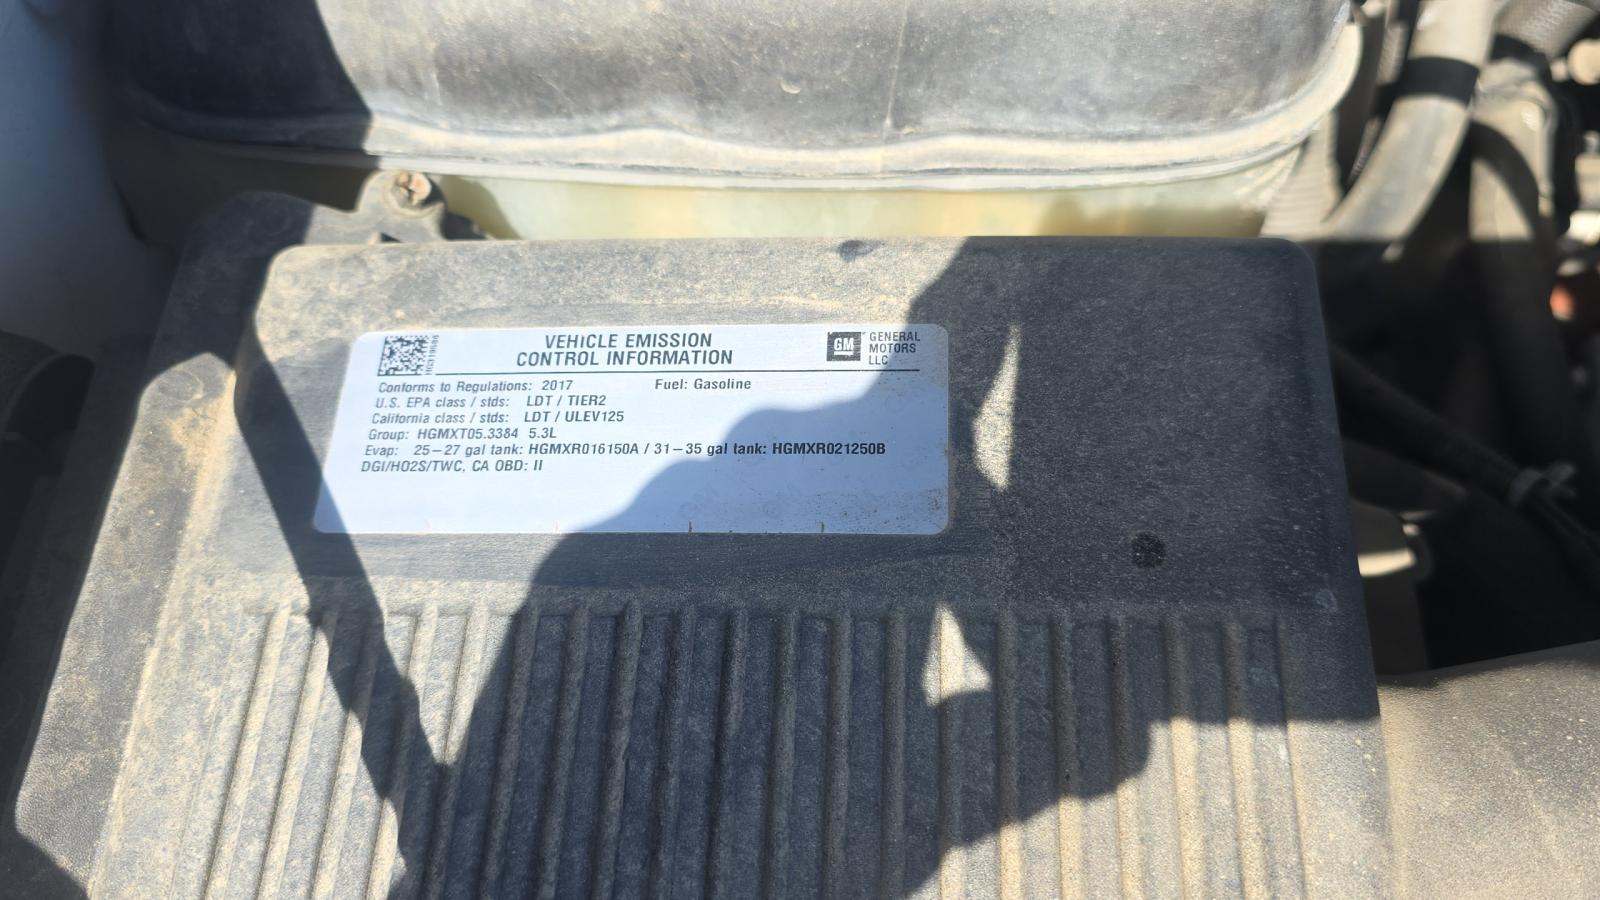 VEHICLE EMISSION
CONTROL INFORMATION
GM GENERAL
MOTORS
LLC
Conforms to Regulations: 2017 Fuel: Gasoline
U.S. EPA class / stds: LDT / TIER2
California class / stds: LDT / ULEV125
Group: HGMXT05.3384 5.3L
Evap: 25-27 gal tank: HGMXR016150A / 31-35 gal tank: HGMXR021250B
DGI/HO2S/TWC, CA OBD: II